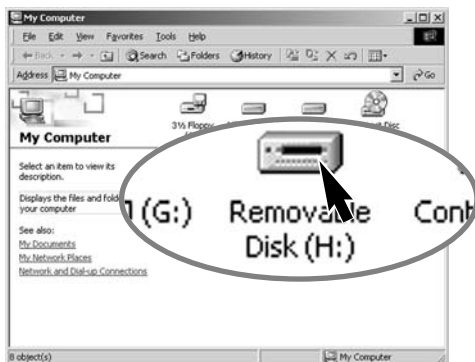 My Computer
File Edit View Favorites Tools Help
Back Search Folders History
Address My Computer Go
3½ Floppy
Disc
My Computer
Select an item to view its
description.
Displays the files and
your computer
(G:) Removable
Disk (H:)
See also:
My Documents
My Network Places
Network and Dial-up Connections
8 object(s) My Computer